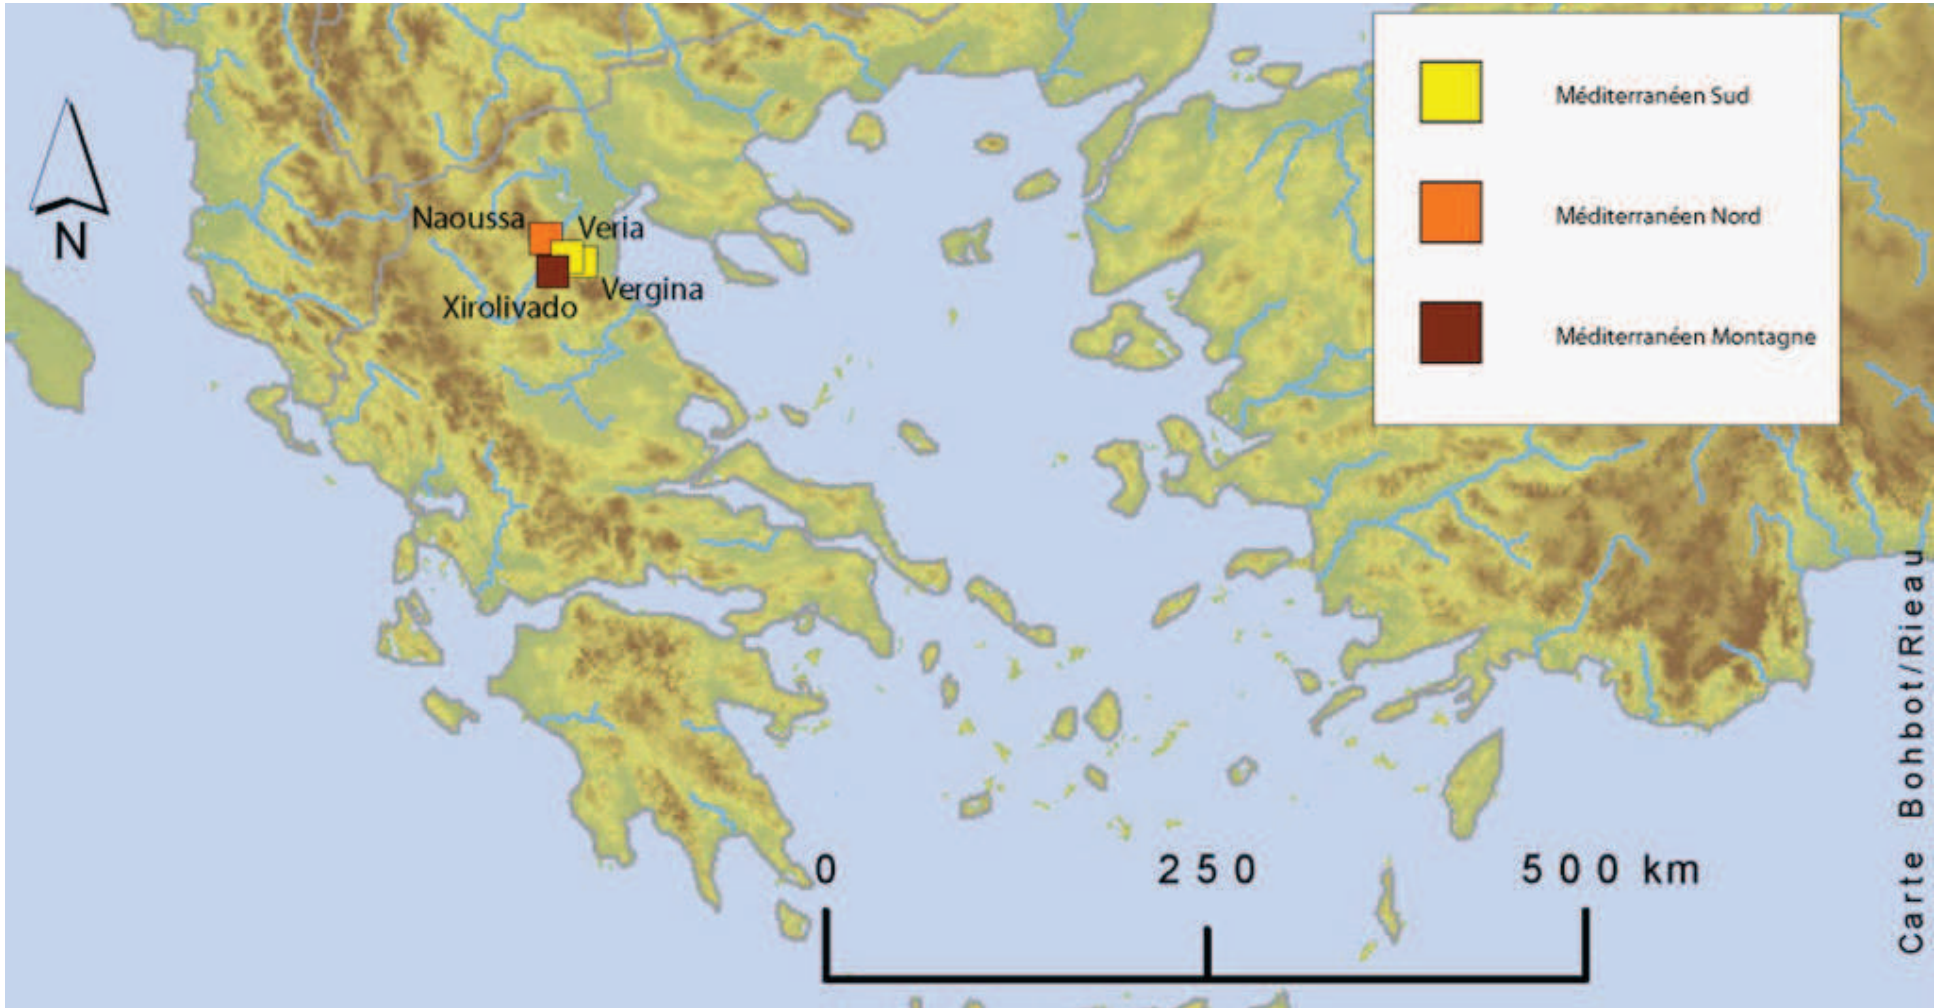 Méditerranéen Sud
Méditerranéen Nord
Méditerranéen Montagne
N
Naoussa
Veria
Vergina
Xirolivado
0 250 500 km
Carte Bohbot/Rieau